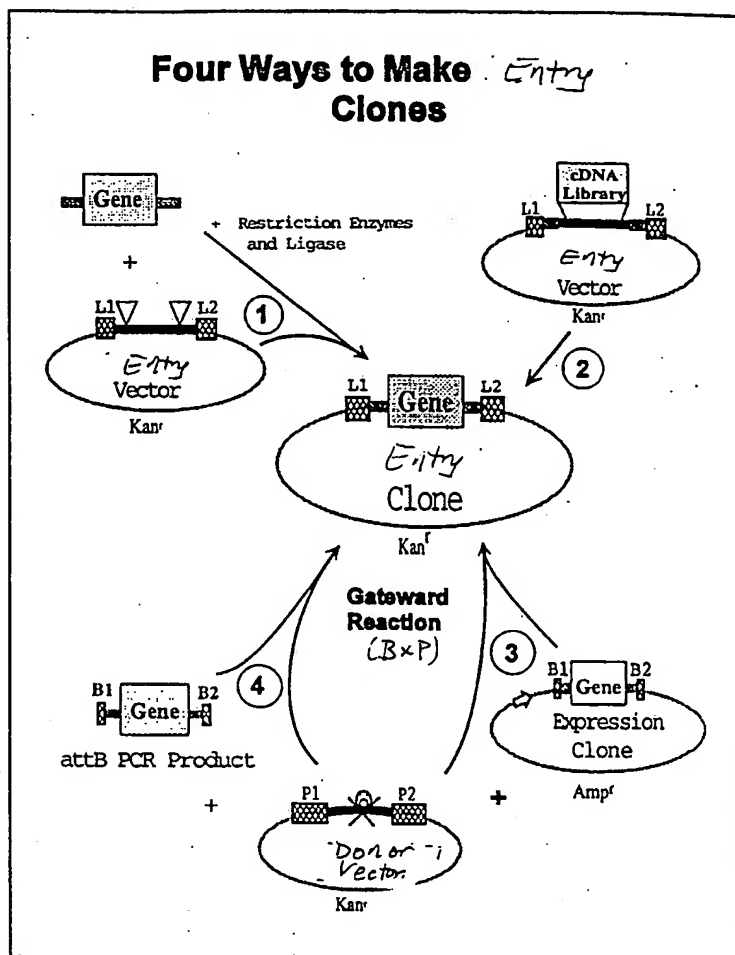 Four Ways to Make Entry
Clones
Gene
+ Restriction Enzymes
and Ligase
+
L1
L2
Entry
Vector
Kanr
1
cDNA
Library
L1
L2
Entry
Vector
Kanr
2
L1
Gene
L2
Entry
Clone
Kanr
Gateward
Reaction
(BxP)
4
3
B1
Gene
B2
attB PCR Product
+
B1
Gene
B2
Expression
Clone
Ampr
+
P1
P2
Donor
Vector
Kanr